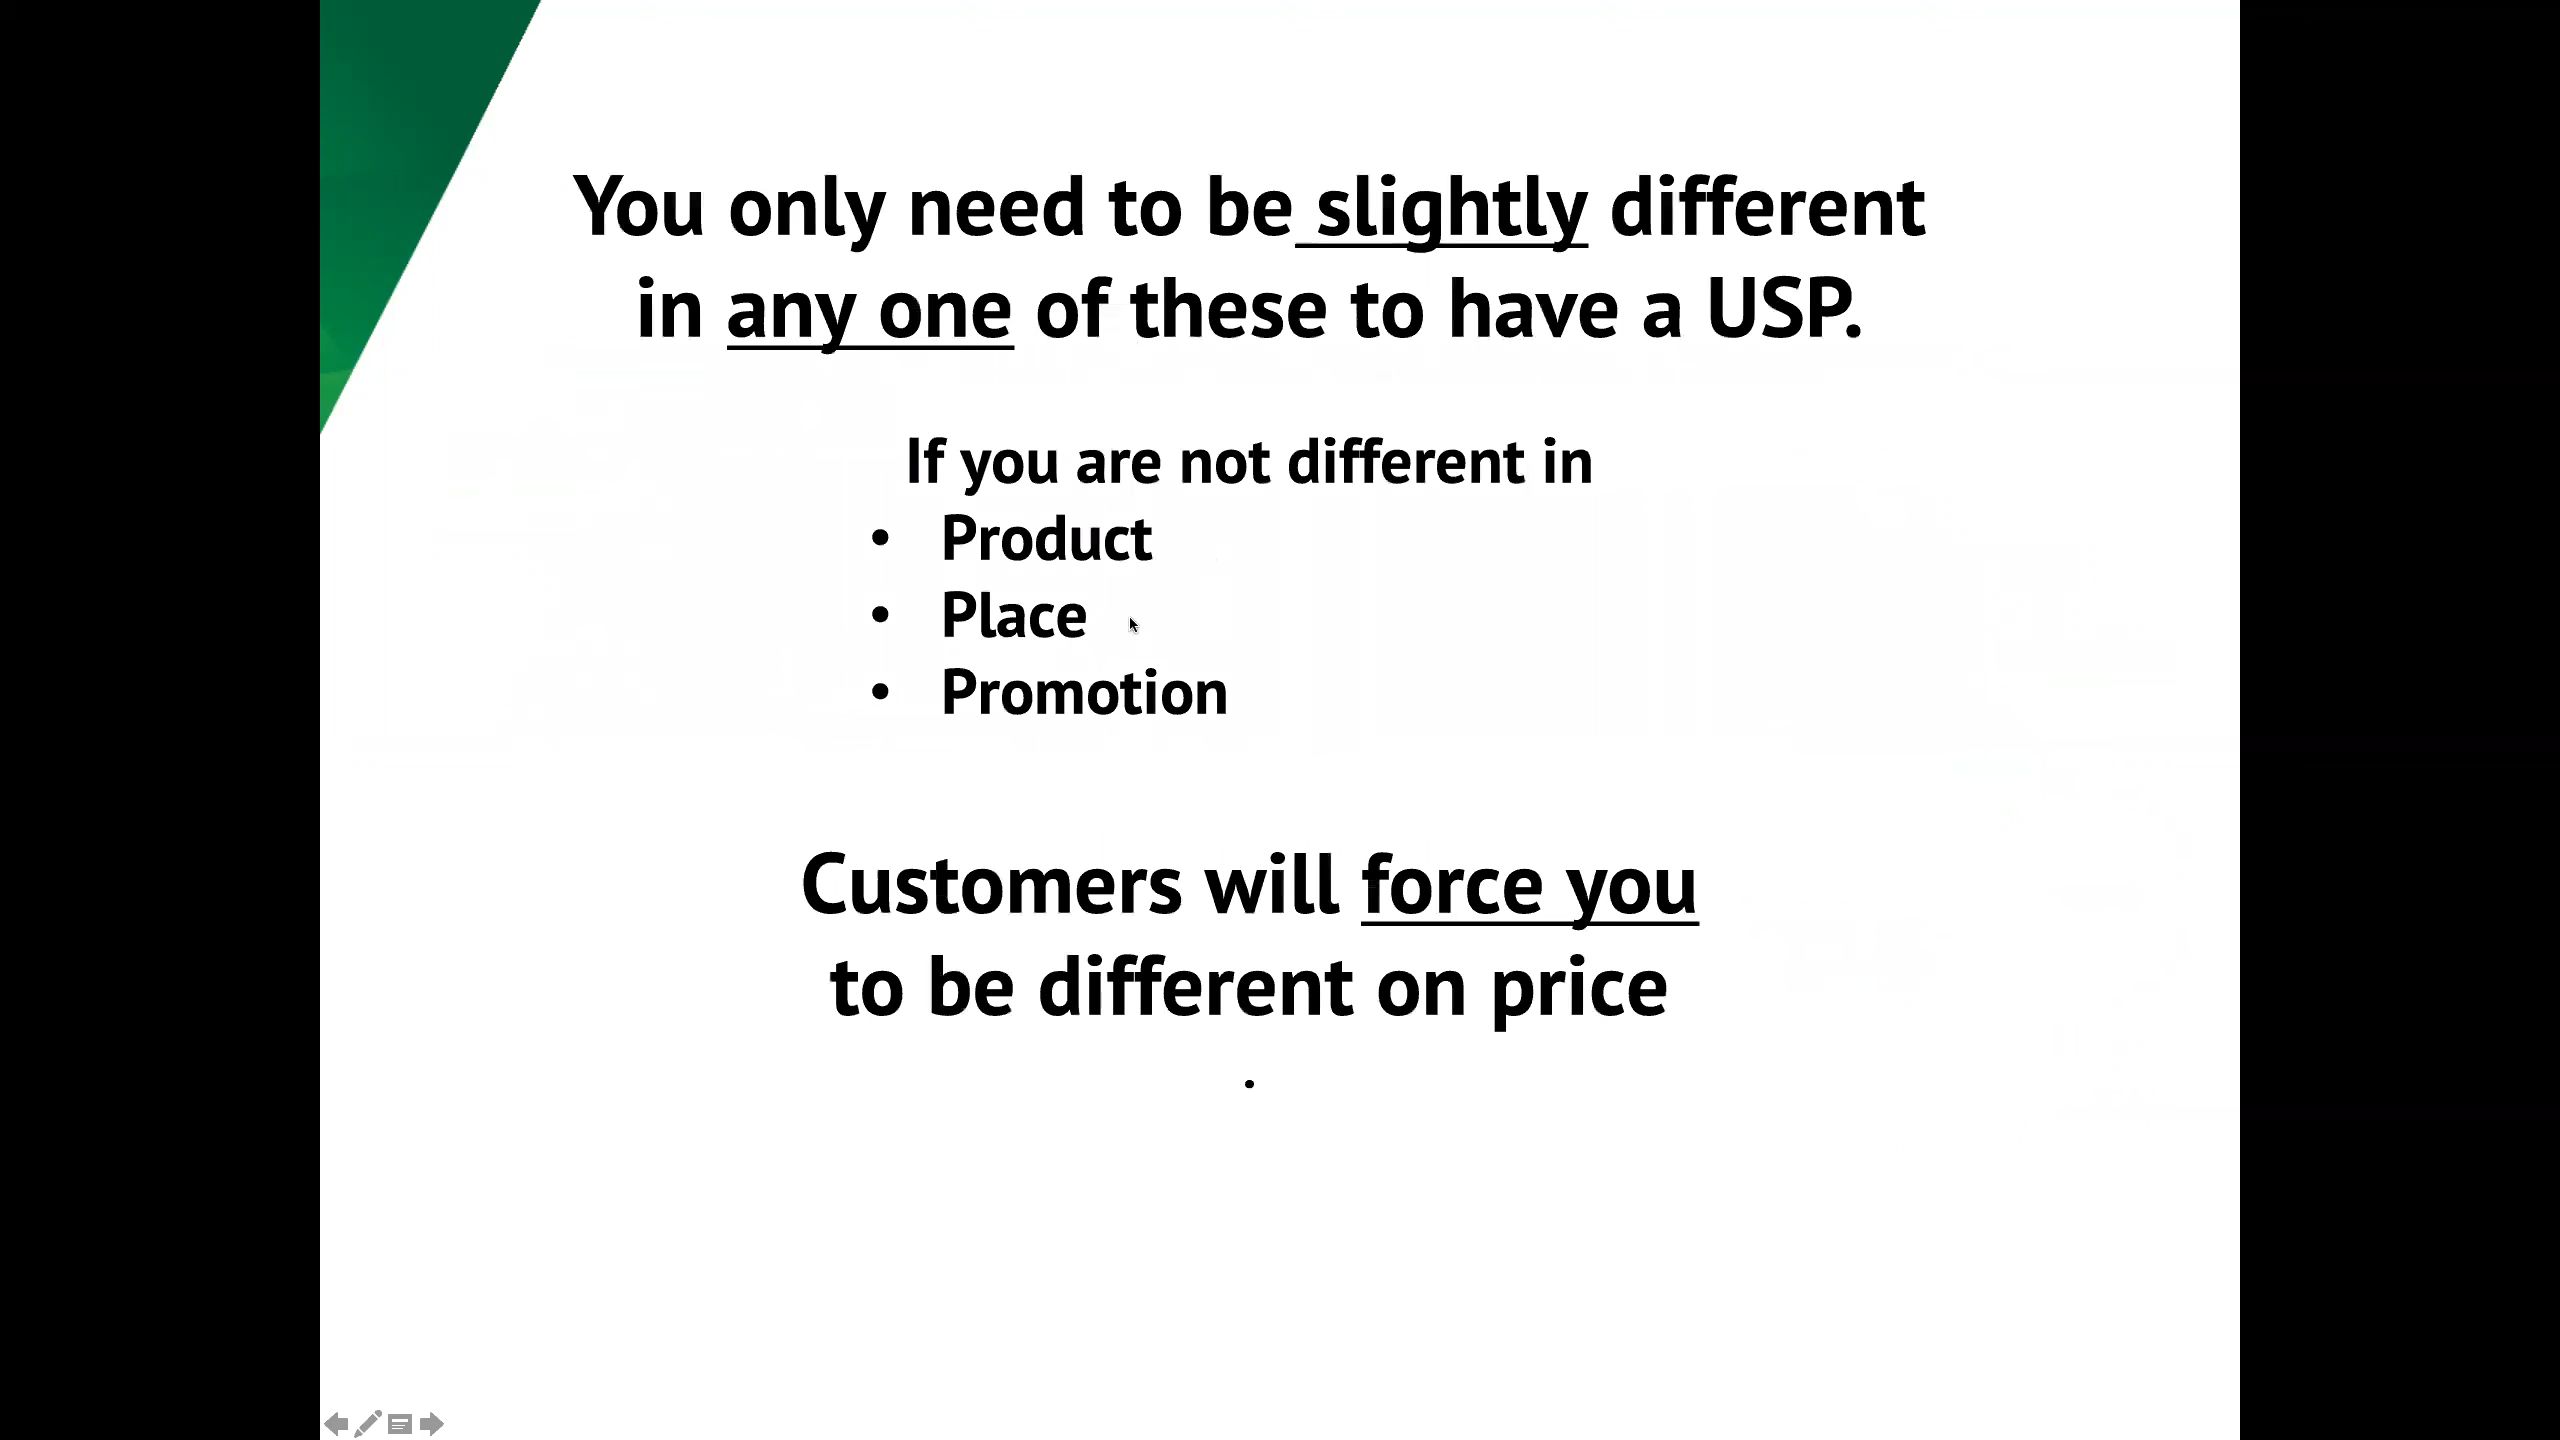 You only need to be slightly different
in any one of these to have a USP.
If you are not different in
• Product
• Place
• Promotion
Customers will force you
to be different on price
.